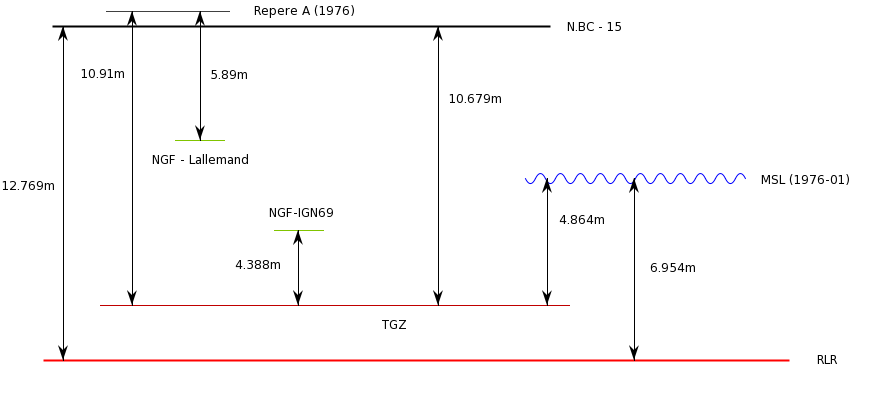 Repere A (1976)
N.BC - 15
10.91m
5.89m
10.679m
NGF - Lallemand
MSL (1976-01)
12.769m
NGF-IGN69
4.864m
4.388m
6.954m
TGZ
RLR